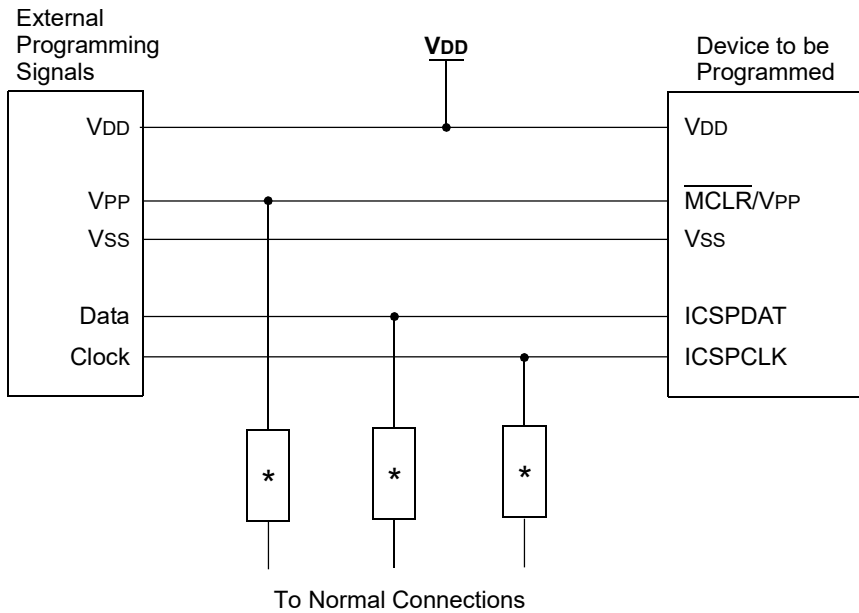 External
Programming
Signals
VDD
Device to be
Programmed
VDD
VDD
VPP
MCLR/VPP
VSS
VSS
Data
ICSPDAT
Clock
ICSPCLK
*
*
*
To Normal Connections